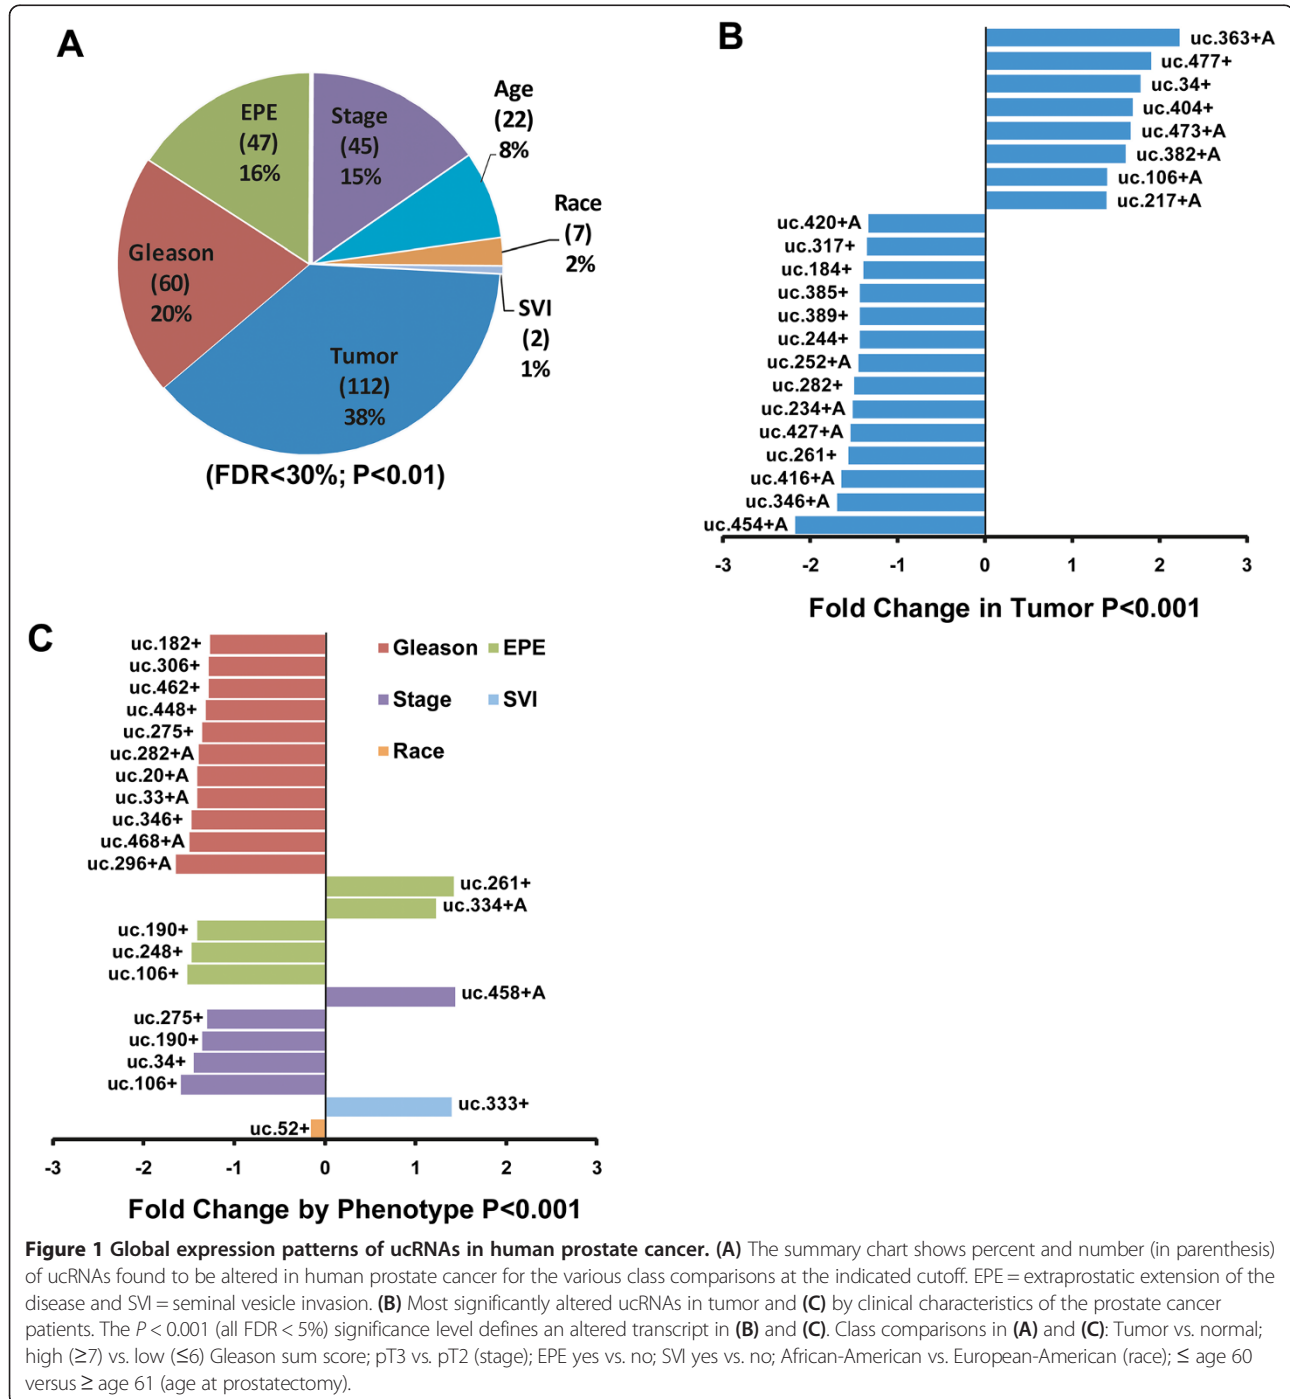 A
EPE
(47)
16%
Stage
(45)
15%
Age
(22)
8%
Race
(7)
2%
SVI
(2)
1%
Gleason
(60)
20%
Tumor
(112)
38%
(FDR<30%; P<0.01)
B
uc.363+A
uc.477+
uc.34+
uc.404+
uc.473+A
uc.382+A
uc.106+A
uc.217+A
uc.420+A
uc.317+
uc.184+
uc.385+
uc.389+
uc.244+
uc.252+A
uc.282+
uc.234+A
uc.427+A
uc.261+
uc.416+A
uc.346+A
uc.454+A
-3 -2 -1 0 1 2 3
Fold Change in Tumor P<0.001
C
uc.182+
uc.306+
uc.462+
uc.448+
uc.275+
uc.282+A
uc.20+A
uc.33+A
uc.346+
uc.468+A
uc.296+A
uc.261+
uc.334+A
uc.190+
uc.248+
uc.106+
uc.458+A
uc.275+
uc.190+
uc.34+
uc.106+
uc.333+
uc.52+
Gleason EPE
Stage SVI
Race
-3 -2 -1 0 1 2 3
Fold Change by Phenotype P<0.001
Figure 1 Global expression patterns of ucRNAs in human prostate cancer. (A) The summary chart shows percent and number (in parenthesis)
of ucRNAs found to be altered in human prostate cancer for the various class comparisons at the indicated cutoff. EPE = extraprostatic extension of the
disease and SVI = seminal vesicle invasion. (B) Most significantly altered ucRNAs in tumor and (C) by clinical characteristics of the prostate cancer
patients. The P < 0.001 (all FDR < 5%) significance level defines an altered transcript in (B) and (C). Class comparisons in (A) and (C): Tumor vs. normal;
high (≥7) vs. low (≤6) Gleason sum score; pT3 vs. pT2 (stage); EPE yes vs. no; SVI yes vs. no; African-American vs. European-American (race); ≤ age 60
versus ≥ age 61 (age at prostatectomy).